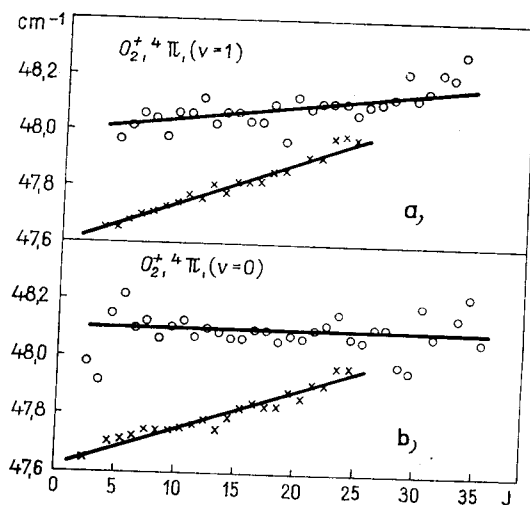 cm⁻¹
O₂⁺, ⁴Π, (v=1)
48,2
48,0
47,8
a,
47,6
O₂⁺, ⁴Π, (v=0)
48,2
48,0
47,8
b,
47,6
0 5 10 15 20 25 30 35 J